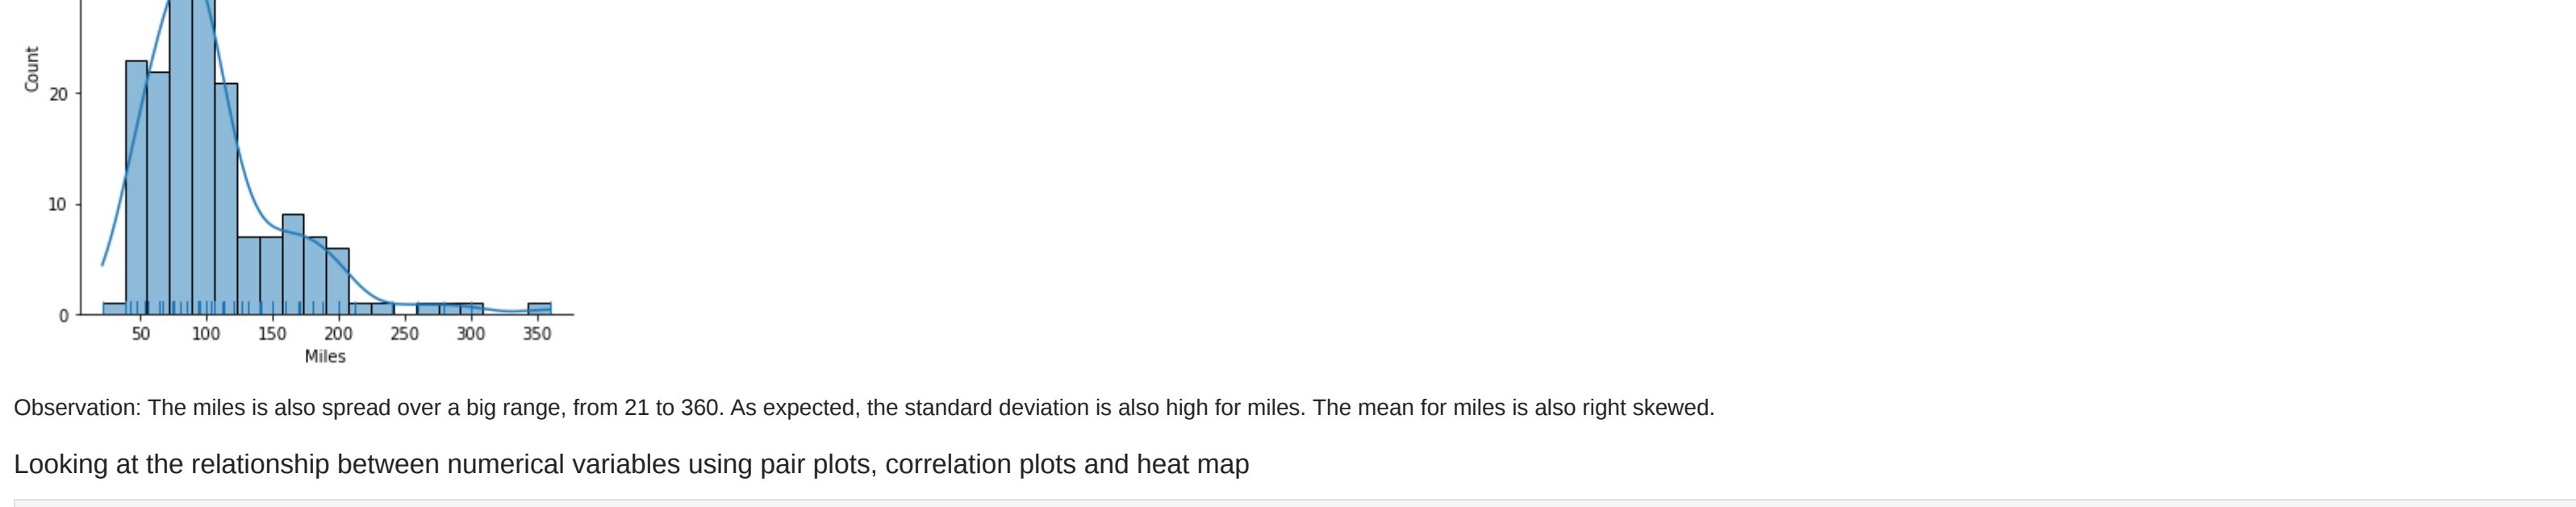 Count
20
10
0
50 100 150 200 250 300 350
Miles
Observation: The miles is also spread over a big range, from 21 to 360. As expected, the standard deviation is also high for miles. The mean for miles is also right skewed.
Looking at the relationship between numerical variables using pair plots, correlation plots and heat map